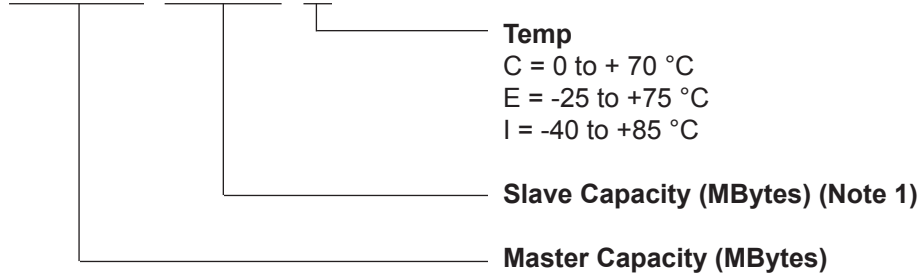 Temp
C = 0 to + 70 °C
E = -25 to +75 °C
I = -40 to +85 °C
Slave Capacity (MBytes) (Note 1)
Master Capacity (MBytes)